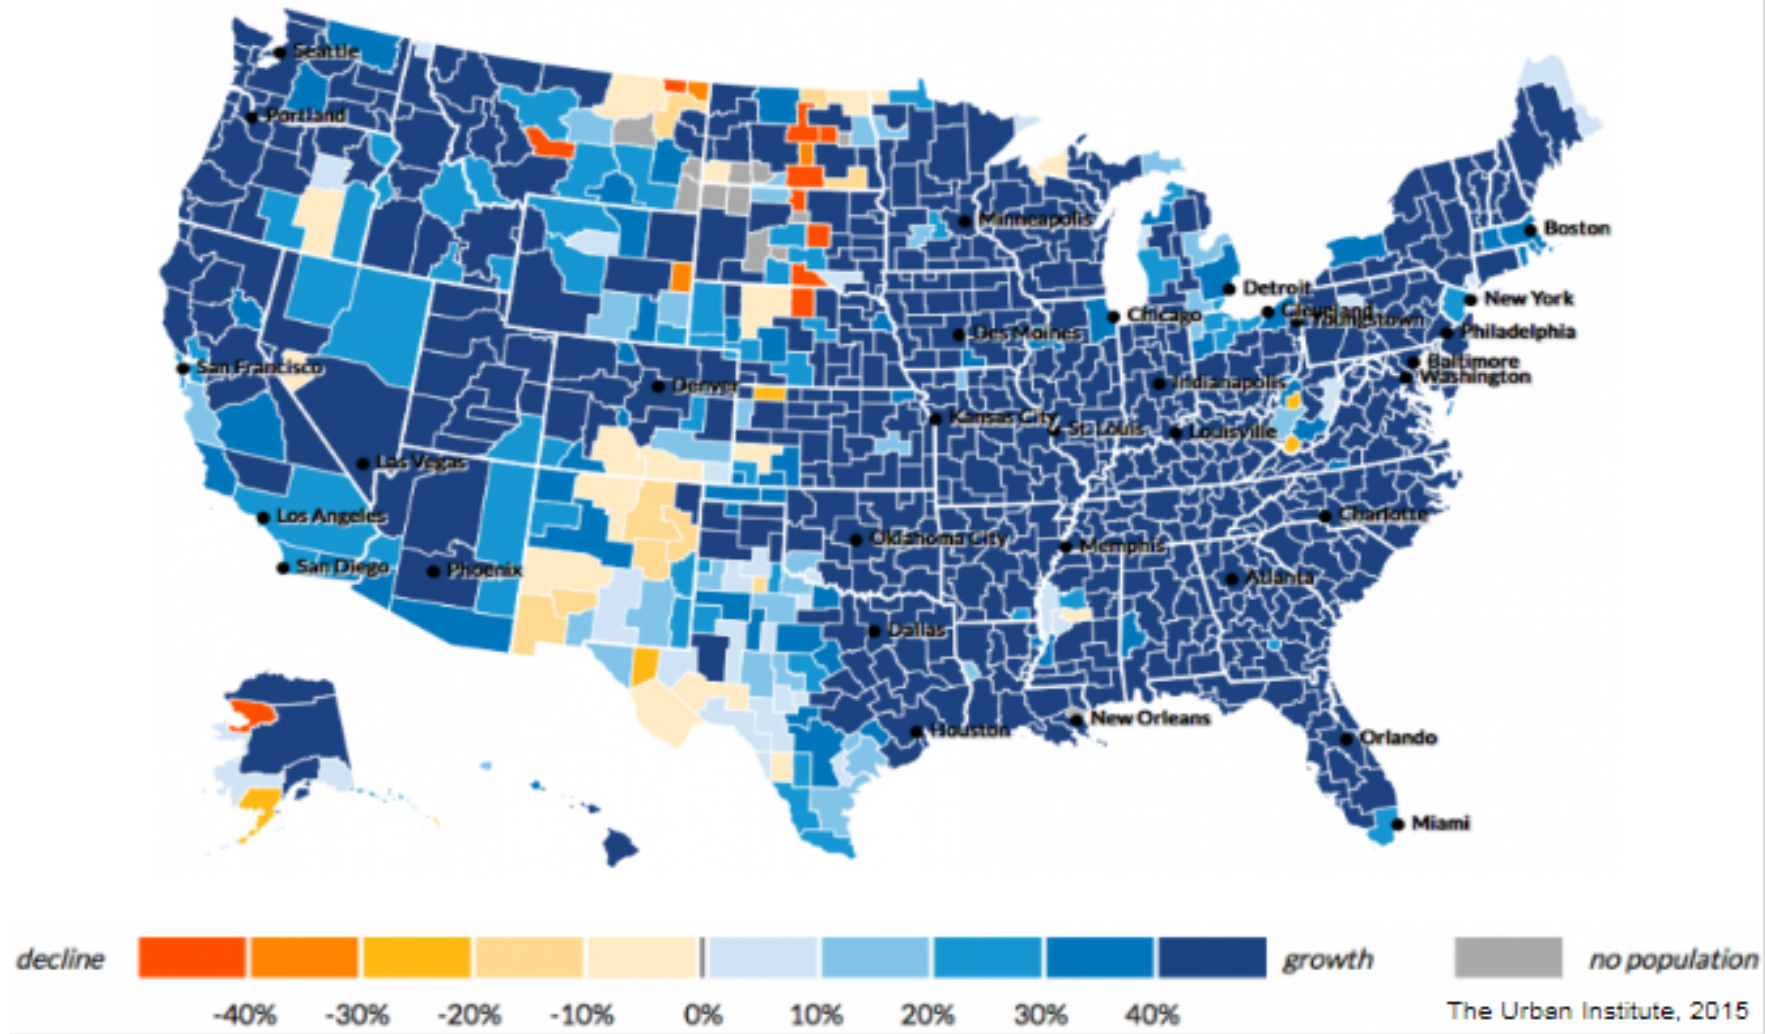 Seattle
Portland
Minneapolis
Boston
Detroit
New York
Chicago
Cleveland
Youngstown
Des Moines
Philadelphia
San Francisco
Baltimore
Denver
Indianapolis
Washington
Kansas City
St. Louis
Louisville
Las Vegas
Los Angeles
Charlotte
Oklahoma City
Memphis
San Diego
Phoenix
Atlanta
Dallas
New Orleans
Houston
Orlando
Miami
decline
growth
no population
-40% -30% -20% -10% 0% 10% 20% 30% 40%
The Urban Institute, 2015